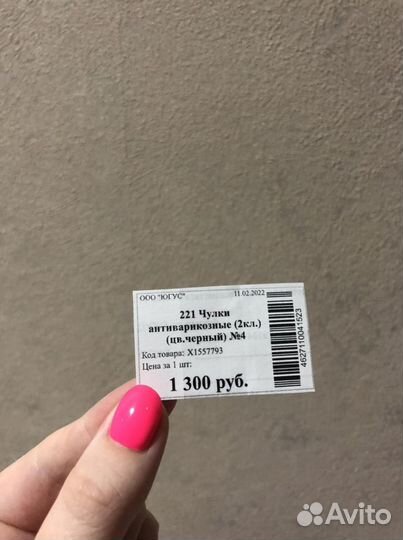 ООО "ЮГУС" 11.02.2022
221 Чулки
антиварикозные (2кл.)
(цв.черный) №4
Код товара: X1557793
Цена за 1 шт:
1 300 руб.
4627110041523
Avito